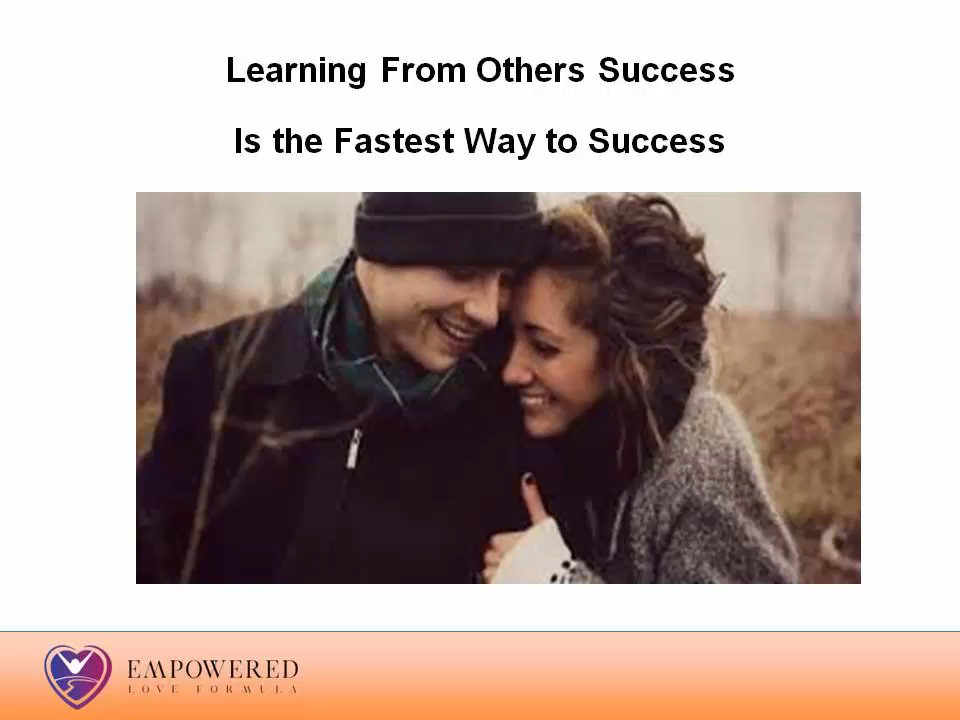 Learning From Others Success
Is the Fastest Way to Success
EMPOWERED
LOVE FORMULA